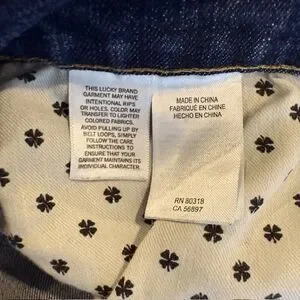 THIS LUCKY BRAND
GARMENT MAY HAVE
INTENTIONAL RIPS
OR HOLES. COLOR MAY
TRANSFER TO LIGHTER
COLORED FABRICS.
AVOID PULLING UP BY
BELT LOOPS, SIMPLY
FOLLOW THE CARE
INSTRUCTIONS TO
ENSURE THAT YOUR
GARMENT MAINTAINS ITS
INDIVIDUAL CHARACTER.
MADE IN CHINA
FABRIQUÉ EN CHINE
HECHO EN CHINA
RN 80318
CA 56897